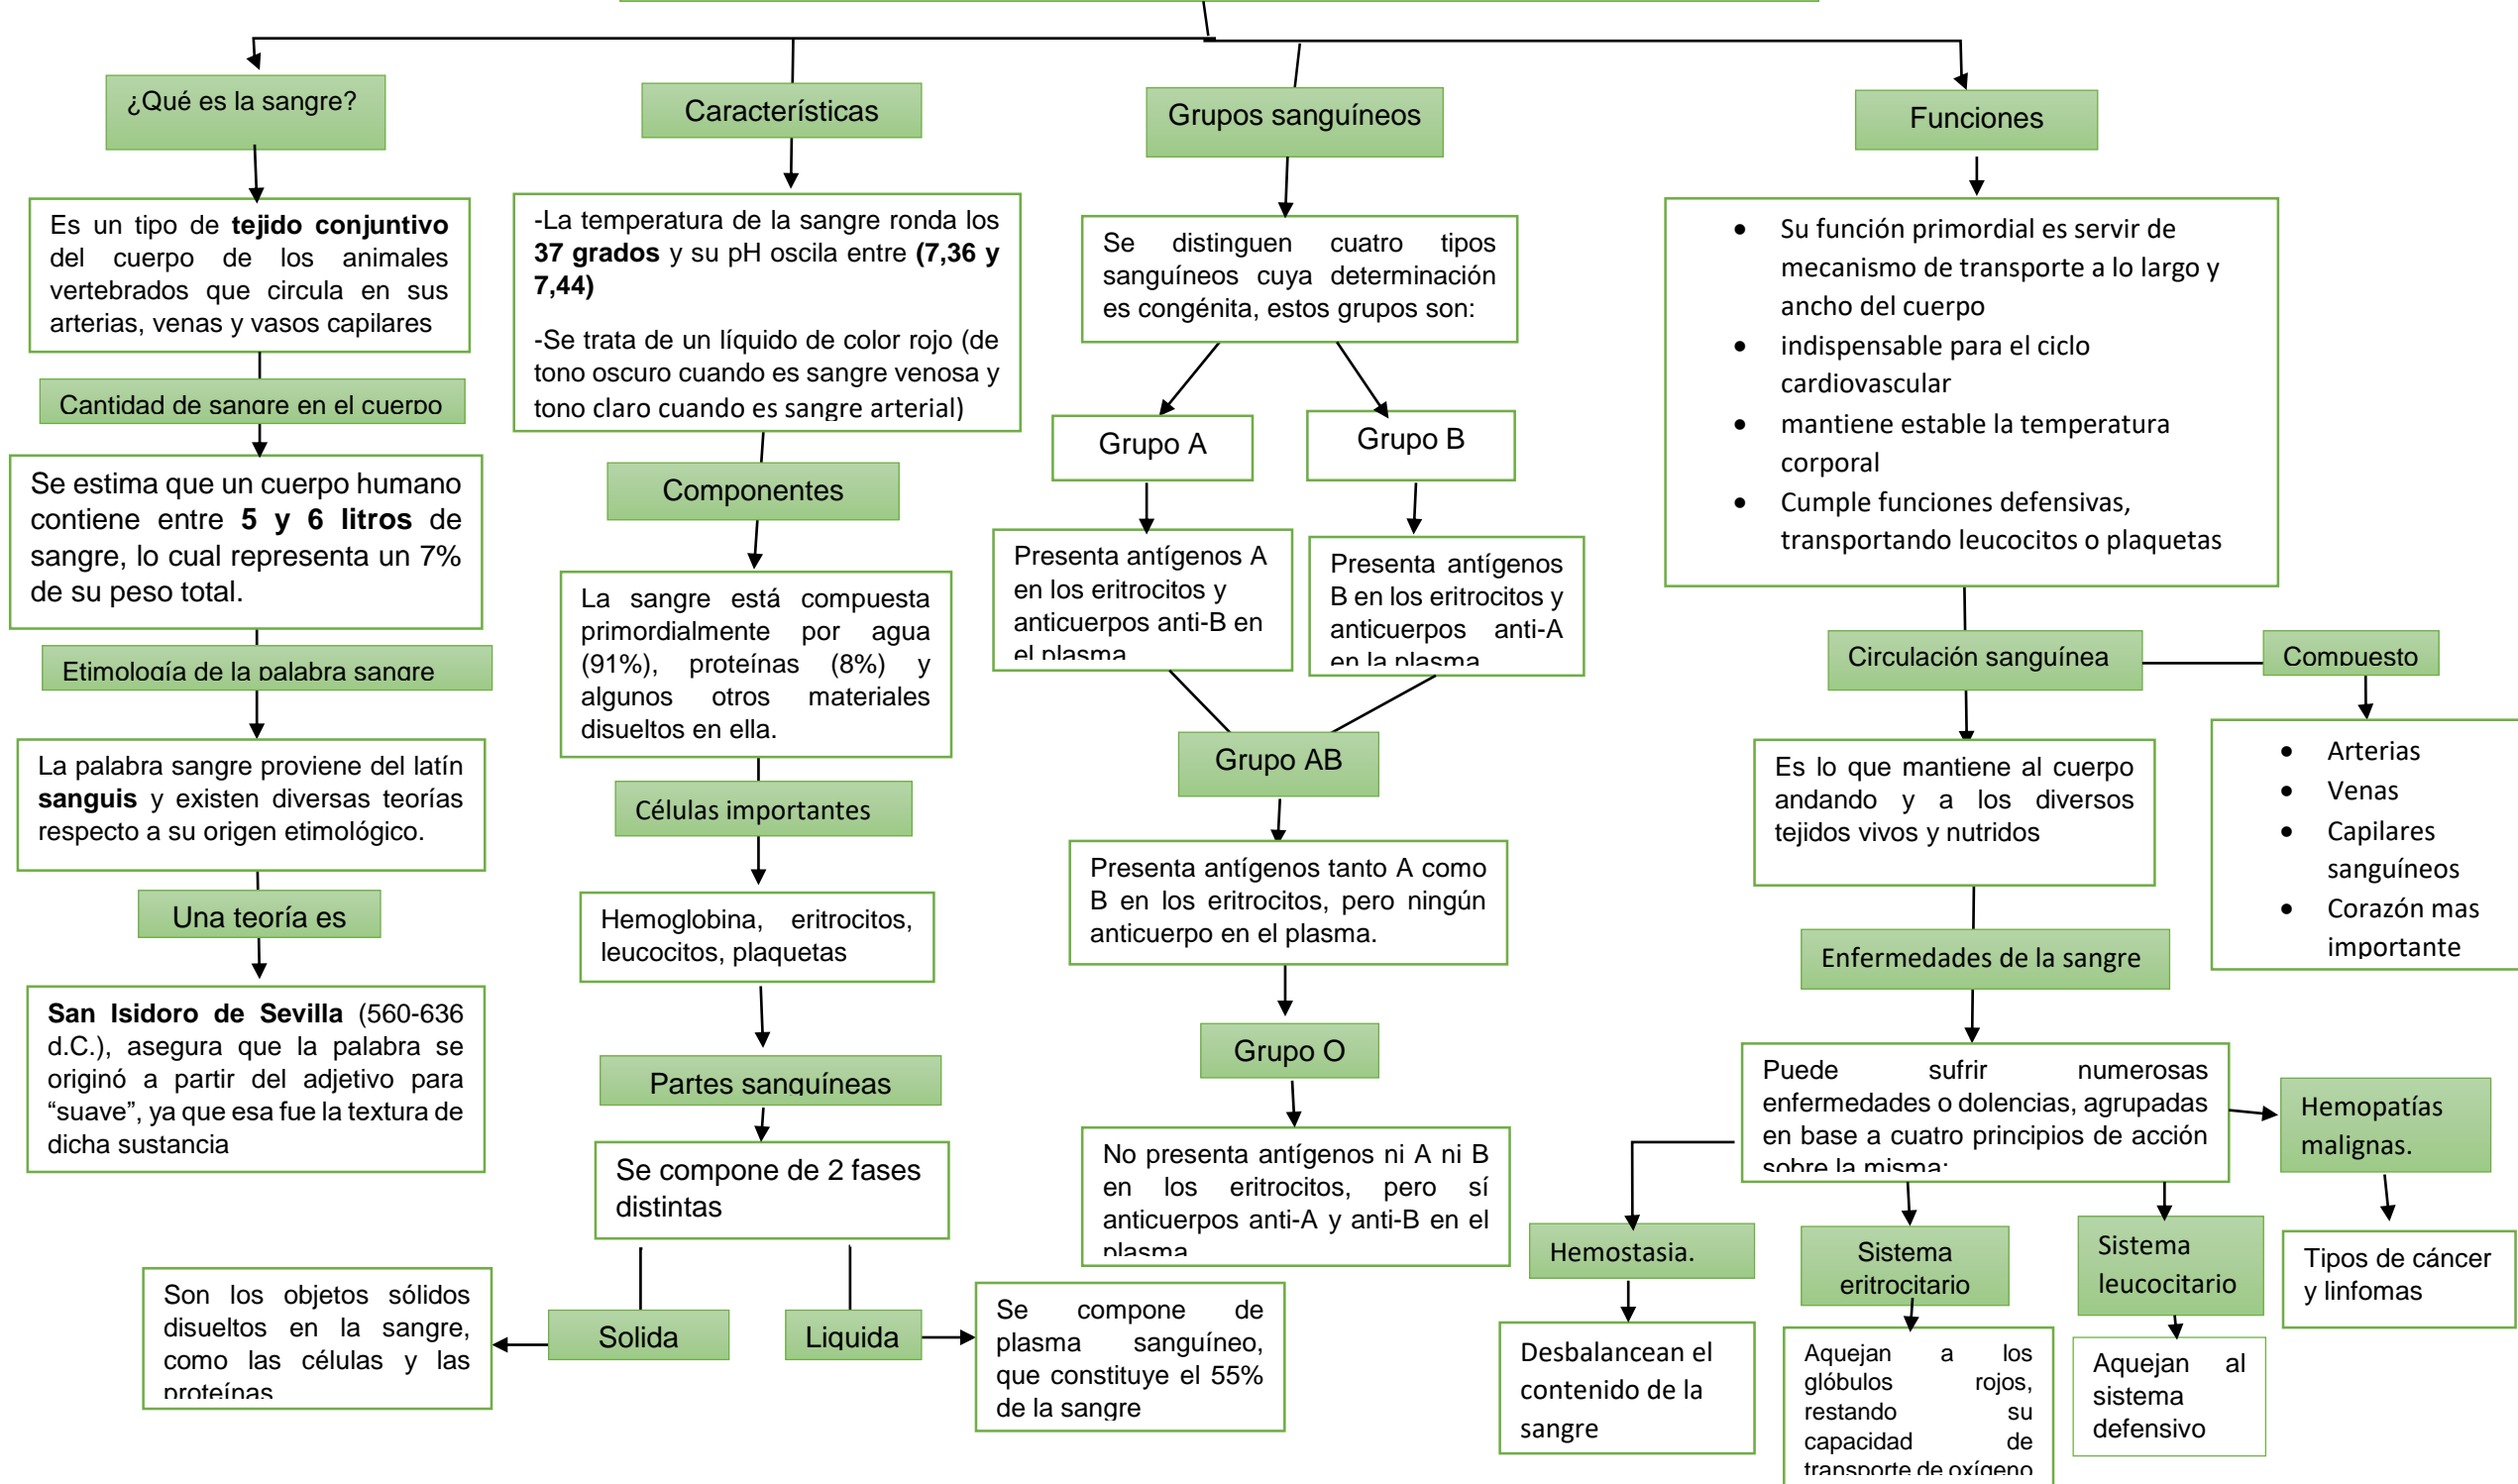 ¿Qué es la sangre?
Es un tipo de tejido conjuntivo
del cuerpo de los animales
vertebrados que circula en sus
arterias, venas y vasos capilares
Cantidad de sangre en el cuerpo
Se estima que un cuerpo humano
contiene entre 5 y 6 litros de
sangre, lo cual representa un 7%
de su peso total.
Etimología de la palabra sangre
La palabra sangre proviene del latín
sanguis y existen diversas teorías
respecto a su origen etimológico.
Una teoría es
San Isidoro de Sevilla (560-636
d.C.), asegura que la palabra se
originó a partir del adjetivo para
“suave”, ya que esa fue la textura de
dicha sustancia
Características
-La temperatura de la sangre ronda los
37 grados y su pH oscila entre (7,36 y
7,44)
-Se trata de un líquido de color rojo (de
tono oscuro cuando es sangre venosa y
tono claro cuando es sangre arterial)
Componentes
La sangre está compuesta
primordialmente por agua
(91%), proteínas (8%) y
algunos otros materiales
disueltos en ella.
Células importantes
Hemoglobina, eritrocitos,
leucocitos, plaquetas
Partes sanguíneas
Se compone de 2 fases
distintas
Solida
Son los objetos sólidos
disueltos en la sangre,
como las células y las
proteínas
Liquida
Se compone de
plasma sanguíneo,
que constituye el 55%
de la sangre
Grupos sanguíneos
Se distinguen cuatro tipos
sanguíneos cuya determinación
es congénita, estos grupos son:
Grupo A
Presenta antígenos A
en los eritrocitos y
anticuerpos anti-B en
el plasma
Grupo B
Presenta antígenos
B en los eritrocitos y
anticuerpos anti-A
en la plasma
Grupo AB
Presenta antígenos tanto A como
B en los eritrocitos, pero ningún
anticuerpo en el plasma.
Grupo O
No presenta antígenos ni A ni B
en los eritrocitos, pero sí
anticuerpos anti-A y anti-B en el
plasma
Funciones
• Su función primordial es servir de
mecanismo de transporte a lo largo y
ancho del cuerpo
• indispensable para el ciclo
cardiovascular
• mantiene estable la temperatura
corporal
• Cumple funciones defensivas,
transportando leucocitos o plaquetas
Circulación sanguínea
Compuesto
• Arterias
• Venas
• Capilares
sanguíneos
• Corazón mas
importante
Es lo que mantiene al cuerpo
andando y a los diversos
tejidos vivos y nutridos
Enfermedades de la sangre
Puede sufrir numerosas
enfermedades o dolencias, agrupadas
en base a cuatro principios de acción
sobre la misma:
Hemostasia.
Desbalancean el
contenido de la
sangre
Sistema
eritrocitario
Aquejan a los
glóbulos rojos,
restando su
capacidad de
transporte de oxígeno
Sistema
leucocitario
Aquejan al
sistema
defensivo
Hemopatías
malignas.
Tipos de cáncer
y linfomas